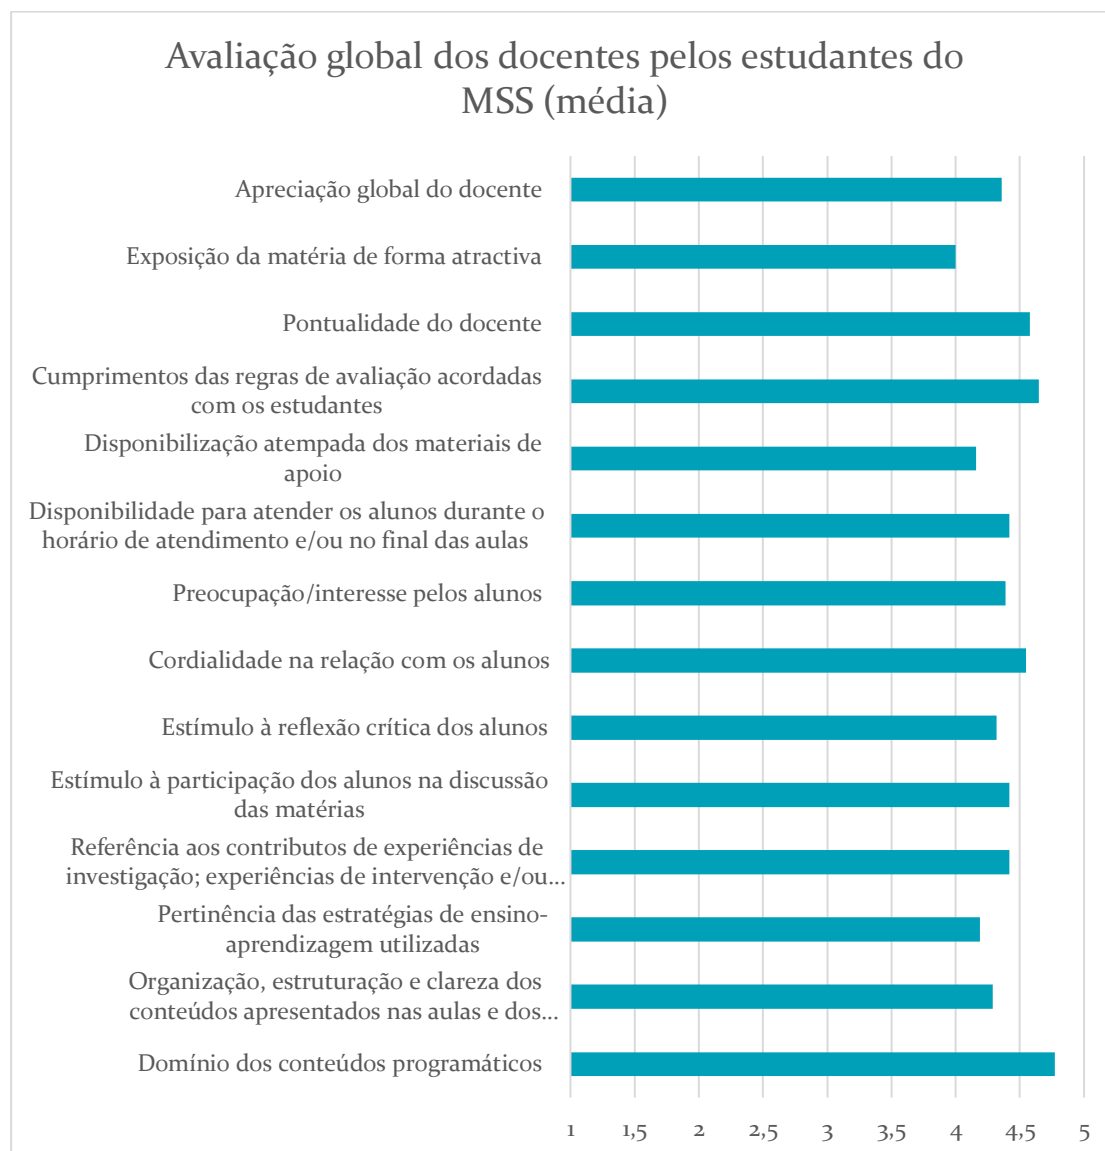 Avaliação global dos docentes pelos estudantes do
MSS (média)
Apreciação global do docente
Exposição da matéria de forma atractiva
Pontualidade do docente
Cumprimentos das regras de avaliação acordadas
com os estudantes
Disponibilização atempada dos materiais de
apoio
Disponibilidade para atender os alunos durante o
horário de atendimento e/ou no final das aulas
Preocupação/interesse pelos alunos
Cordialidade na relação com os alunos
Estímulo à reflexão crítica dos alunos
Estímulo à participação dos alunos na discussão
das matérias
Referência aos contributos de experiências de
investigação; experiências de intervenção e/ou...
Pertinência das estratégias de ensino-
aprendizagem utilizadas
Organização, estruturação e clareza dos
conteúdos apresentados nas aulas e dos...
Domínio dos conteúdos programáticos
1 1,5 2 2,5 3 3,5 4 4,5 5